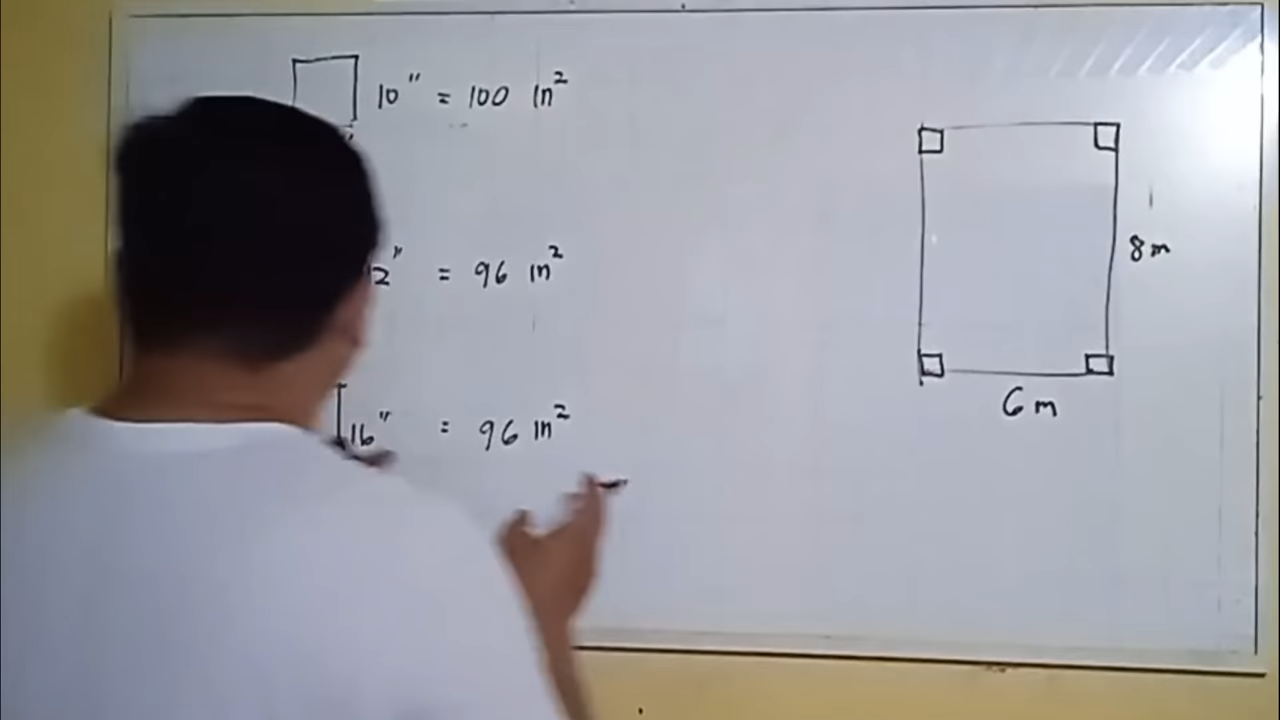 10" = 100 in²
2" = 96 in²
16" = 96 in²
8m
6m